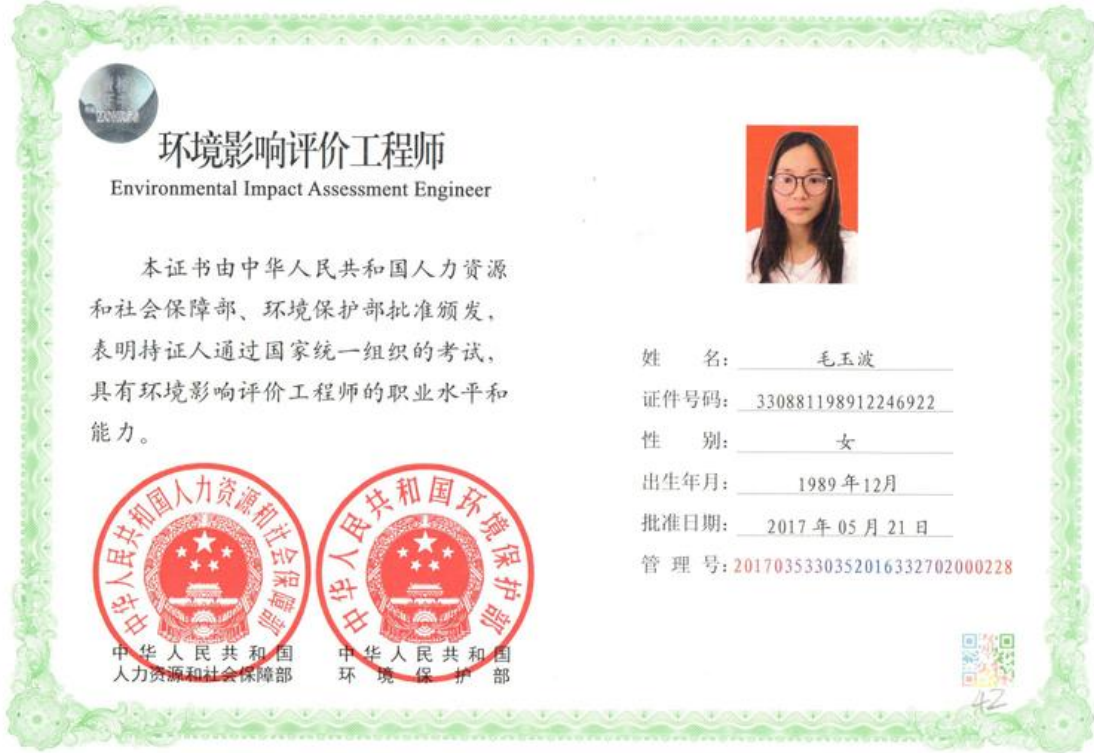 环境影响评价工程师
Environmental Impact Assessment Engineer
本证书由中华人民共和国人力资源
和社会保障部、环境保护部批准颁发，
表明持证人通过国家统一组织的考试，
具有环境影响评价工程师的职业水平和
能力。
中华人民共和国人力资源和社会保障部
中华人民共和国环境保护部
中华人民共和国
人力资源和社会保障部
中华人民共和国
环境保护部
姓 名： 毛玉波
证件号码： 330881198912246922
性 别： 女
出生年月： 1989年12月
批准日期： 2017年05月21日
管 理 号： 2017035330352016332702000228
42